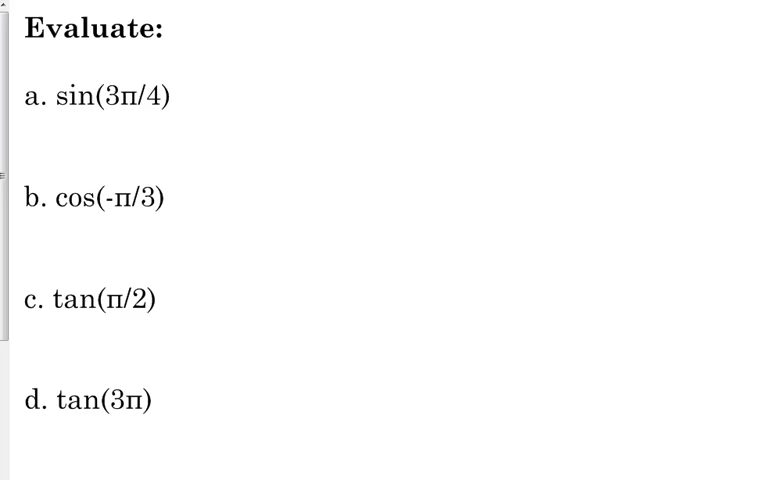 Evaluate:
a. sin(3π/4)
b. cos(-π/3)
c. tan(π/2)
d. tan(3π)